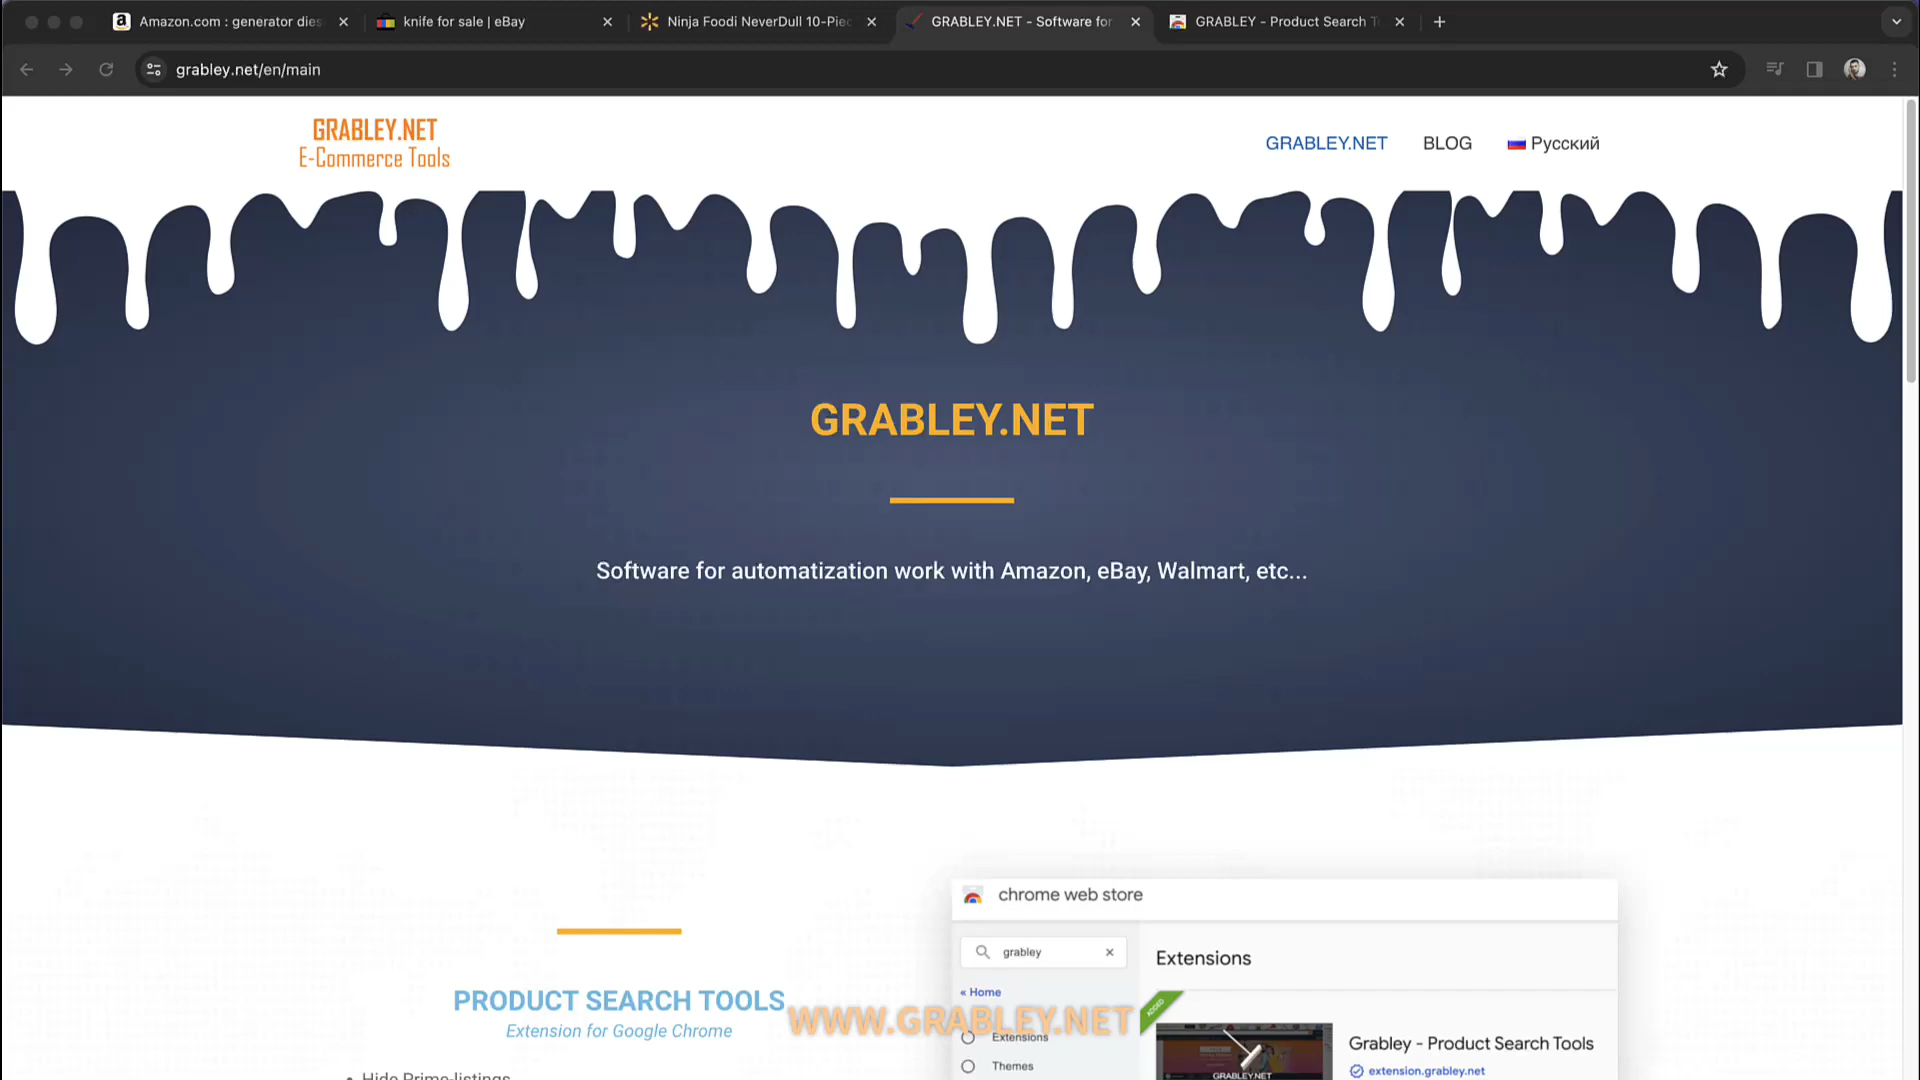 Amazon.com : generator dies
knife for sale | eBay
Ninja Foodi NeverDull 10-Piec
GRABLEY.NET - Software for
GRABLEY - Product Search T
grabley.net/en/main
GRABLEY.NET
E-Commerce Tools
GRABLEY.NET
BLOG
Русский
GRABLEY.NET
Software for automatization work with Amazon, eBay, Walmart, etc...
PRODUCT SEARCH TOOLS
Extension for Google Chrome
Hide Prime-listings
chrome web store
grabley
Extensions
« Home
Extensions
Themes
ADDED
GRABLEY.NET
Grabley - Product Search Tools
extension.grabley.net
WWW.GRABLEY.NET